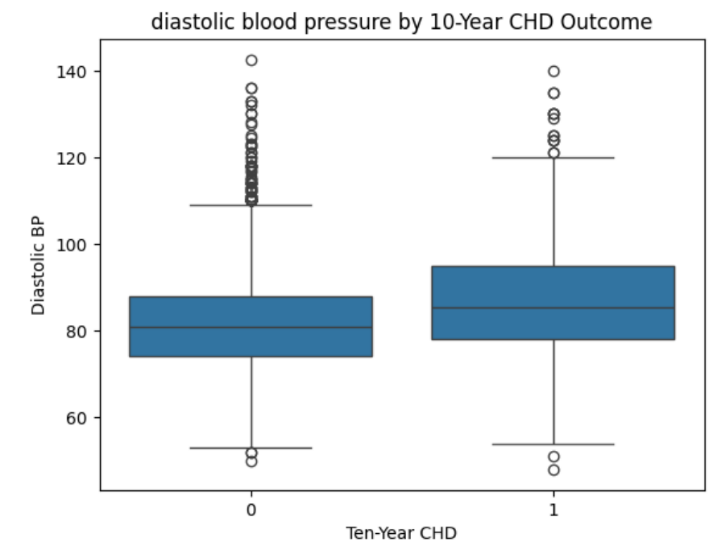 diastolic blood pressure by 10-Year CHD Outcome
140
120
100
80
60
Diastolic BP
0
1
Ten-Year CHD